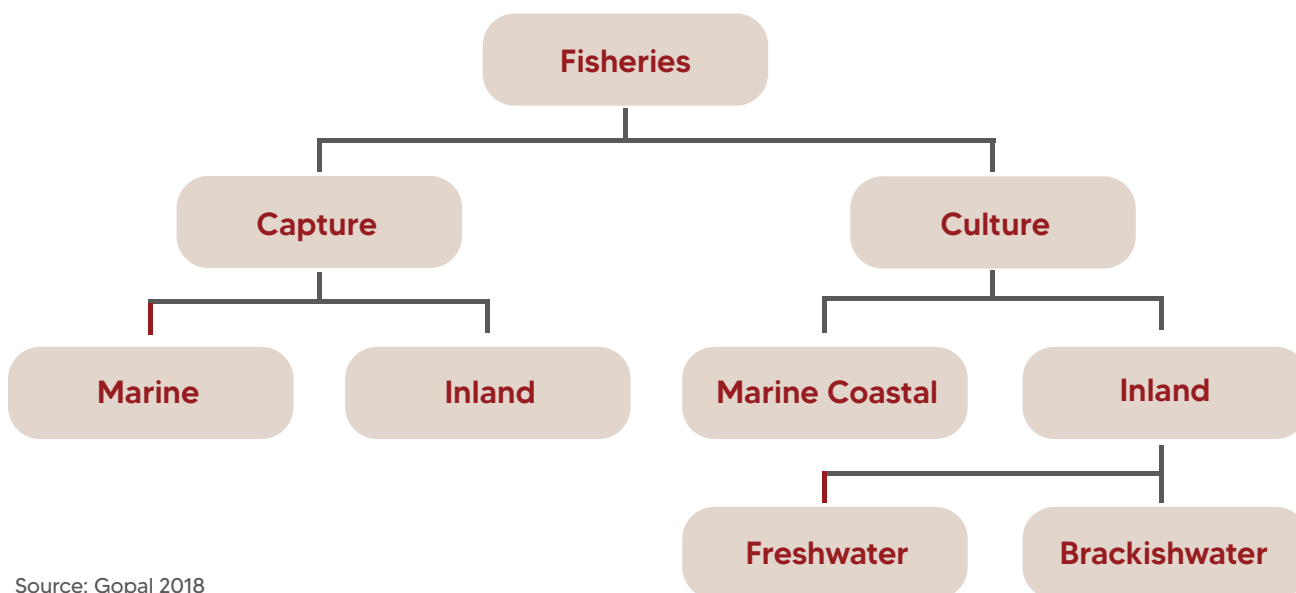 Fisheries
Capture
Culture
Marine
Inland
Marine Coastal
Inland
Freshwater
Brackishwater
Source: Gopal 2018